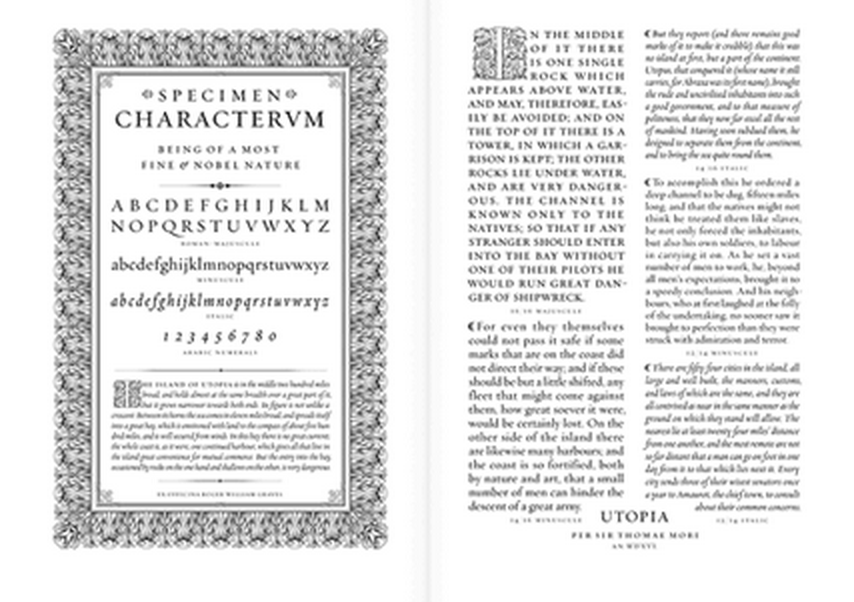 SPECIMEN
CHARACTERVM
BEING OF A MOST
FINE & NOBEL NATURE
A B C D E F G H I J K L M
N O P Q R S T U V W X Y Z
ROMAN MAJUSCULE
abcdefghijklmnopqrstuvwxyz
MINUSCULE
abcdefghijklmnopqrstuvwxyz
ITALIC
1 2 3 4 5 6 7 8 0
ARABIC NUMERALS
THE ISLAND OF UTOPIA is in the middle two hundred miles
broad, and holds almost at the same breadth over a great part of it,
but it grows narrower towards both ends. Its figure is not unlike a
crescent. Between its horns the sea comes in eleven miles broad, and spreads itself
into a great bay, which is environed with land to the compass of about five hun
dred miles, and is well secured from winds. In this bay there is no great current;
the whole coast is, as it were, one continued harbour, which gives all that live in
the island great convenience for mutual commerce. But the entry into the bay,
occasioned by rocks on the one hand and shallows on the other, is very dangerous
WILLIAM GRAVES
IN THE MIDDLE
OF IT THERE
IS ONE SINGLE
ROCK WHICH
APPEARS ABOVE WATER,
AND MAY, THEREFORE, EAS-
ILY BE AVOIDED; AND ON
THE TOP OF IT THERE IS A
TOWER, IN WHICH A GAR-
RISON IS KEPT; THE OTHER
ROCKS LIE UNDER WATER,
AND ARE VERY DANGER-
OUS. THE CHANNEL IS
KNOWN ONLY TO THE
NATIVES; SO THAT IF ANY
STRANGER SHOULD ENTER
INTO THE BAY WITHOUT
ONE OF THEIR PILOTS HE
WOULD RUN GREAT DAN-
GER OF SHIPWRECK.
MAJUSCULE
For even they themselves
could not pass it safe if some
marks that are on the coast did
not direct their way; and if these
should be but a little shifted, any
fleet that might come against
them, how great soever it were,
would be certainly lost. On the
other side of the island there
are likewise many harbours; and
the coast is so fortified, both
by nature and art, that a small
number of men can hinder the
descent of a great army.
14/16 MINUSCULE
But they report (and there remains good
marks of it to make it credible) that this was
no island at first, but a part of the continent.
Utopus, that conquered it (whose name it still
carries, for Abraxa was its first name), brought
the rude and uncivilised inhabitants into such
a good government, and to that measure of
politeness, that they now far excel all the rest
of mankind. Having soon subdued them, he
designed to separate them from the continent,
and to bring the sea quite round them.
14/16 ITALIC
To accomplish this he ordered a
deep channel to be dug, fifteen miles
long; and that the natives might not
think he treated them like slaves,
he not only forced the inhabitants,
but also his own soldiers, to labour
in carrying it on. As he set a vast
number of men to work, he, beyond
all men's expectations, brought it to
a speedy conclusion. And his neigh-
bours, who at first laughed at the folly
of the undertaking, no sooner saw it
brought to perfection than they were
struck with admiration and terror.
12/14 MINUSCULE
There are fifty four cities in the island, all
large and well built, the manners, customs,
and laws of which are the same, and they are
all contrived as near in the same manner as the
ground on which they stand will allow. The
nearest lie at least twenty four miles' distance
from one another, and the most remote are not
so far distant that a man can go on foot in one
day from it to that which lies next it. Every
city sends three of their wisest senators once
a year to Amaurot, the chief town, to consult
about their common concerns.
12/14 ITALIC
UTOPIA
PER SIR THOMAE MORE
AN MDXVI